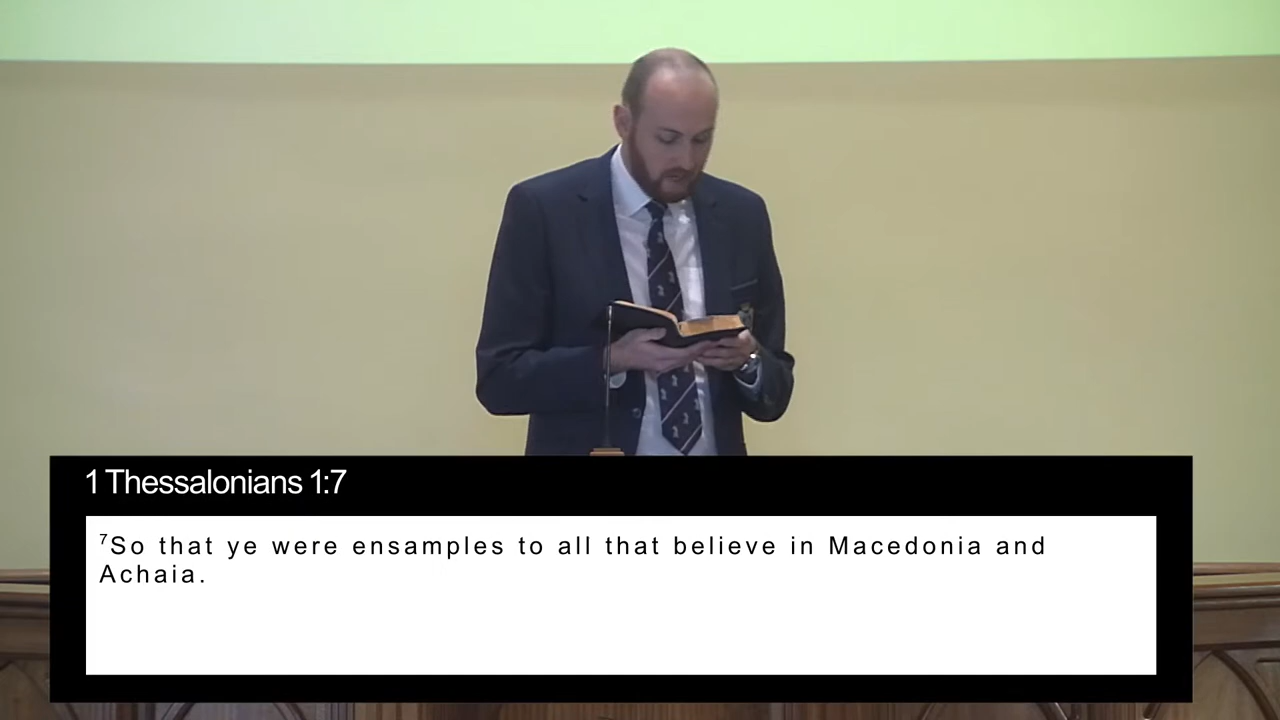 1 Thessalonians 1:7
⁷So that ye were ensamples to all that believe in Macedonia and
Achaia.